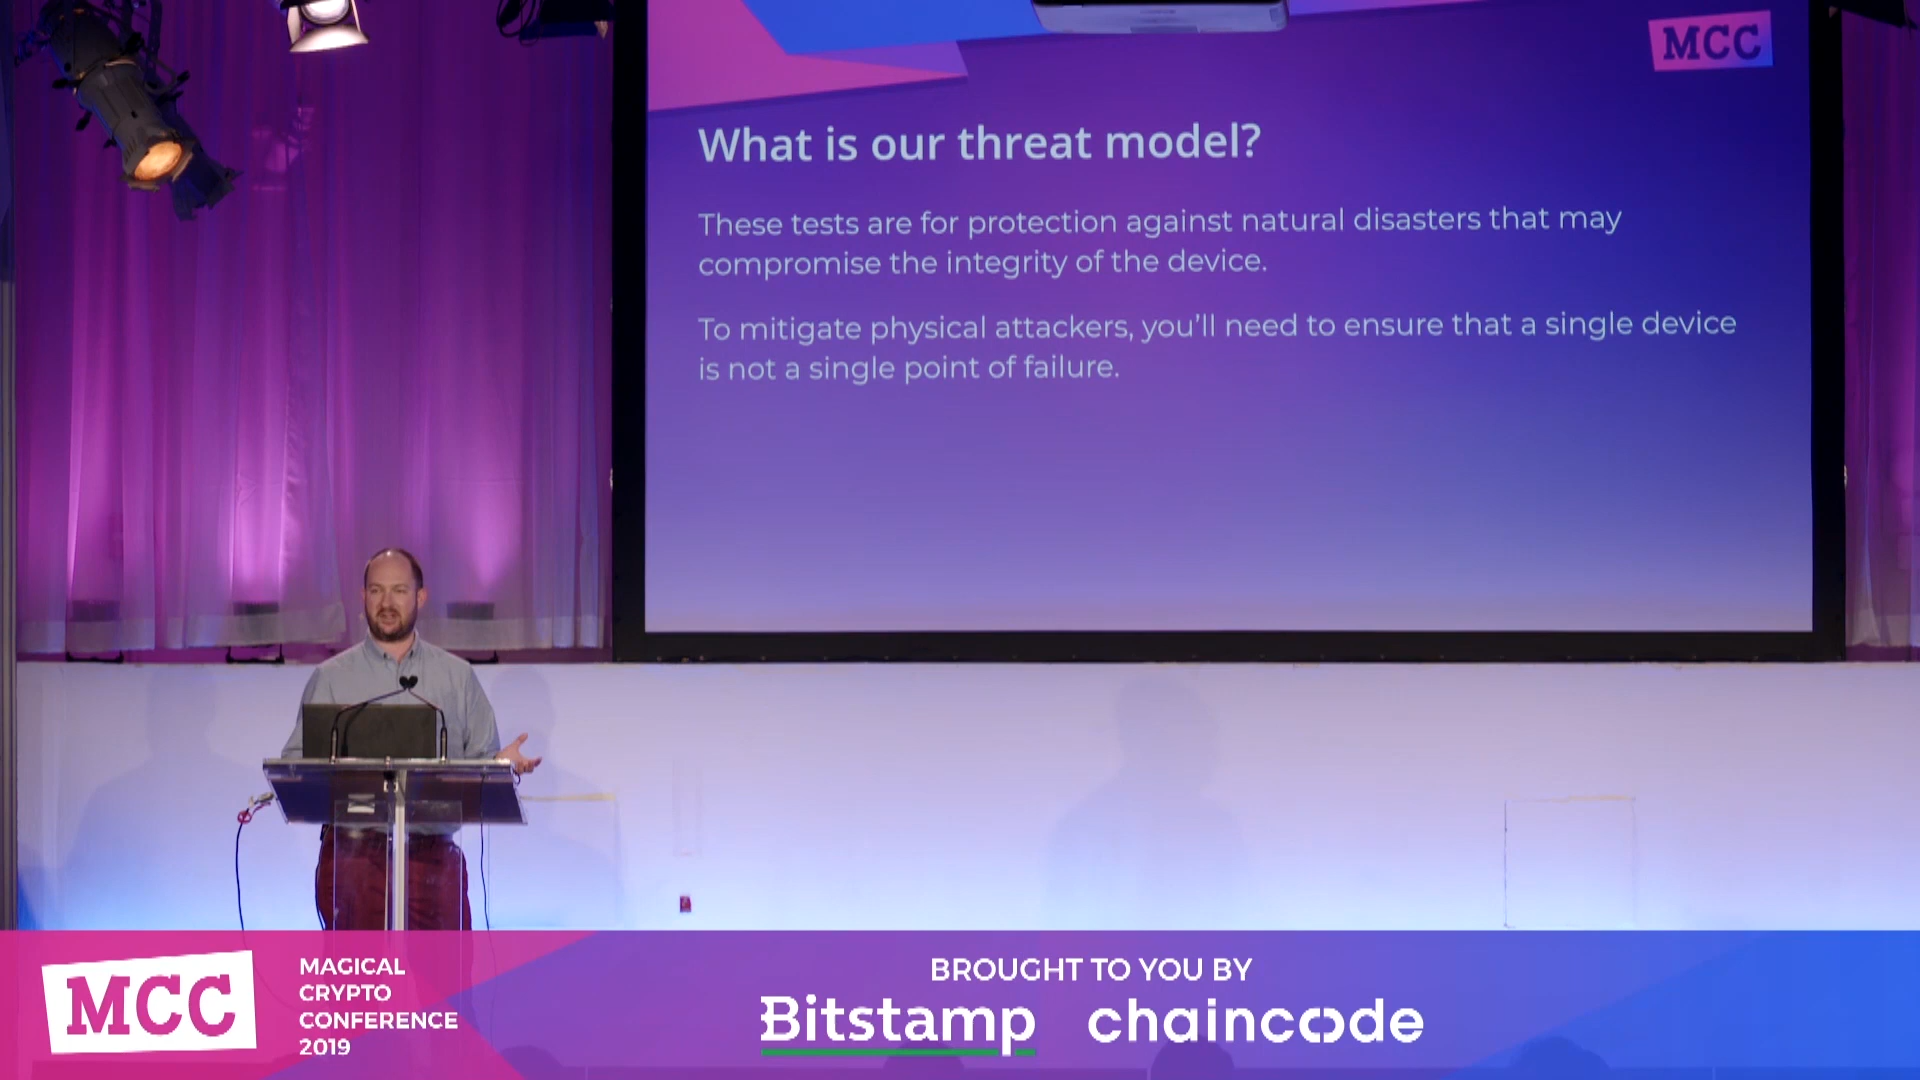 MCC
What is our threat model?
These tests are for protection against natural disasters that may
compromise the integrity of the device.
To mitigate physical attackers, you'll need to ensure that a single device
is not a single point of failure.
MCC
MAGICAL
CRYPTO
CONFERENCE
2019
BROUGHT TO YOU BY
Bitstamp
chaincode